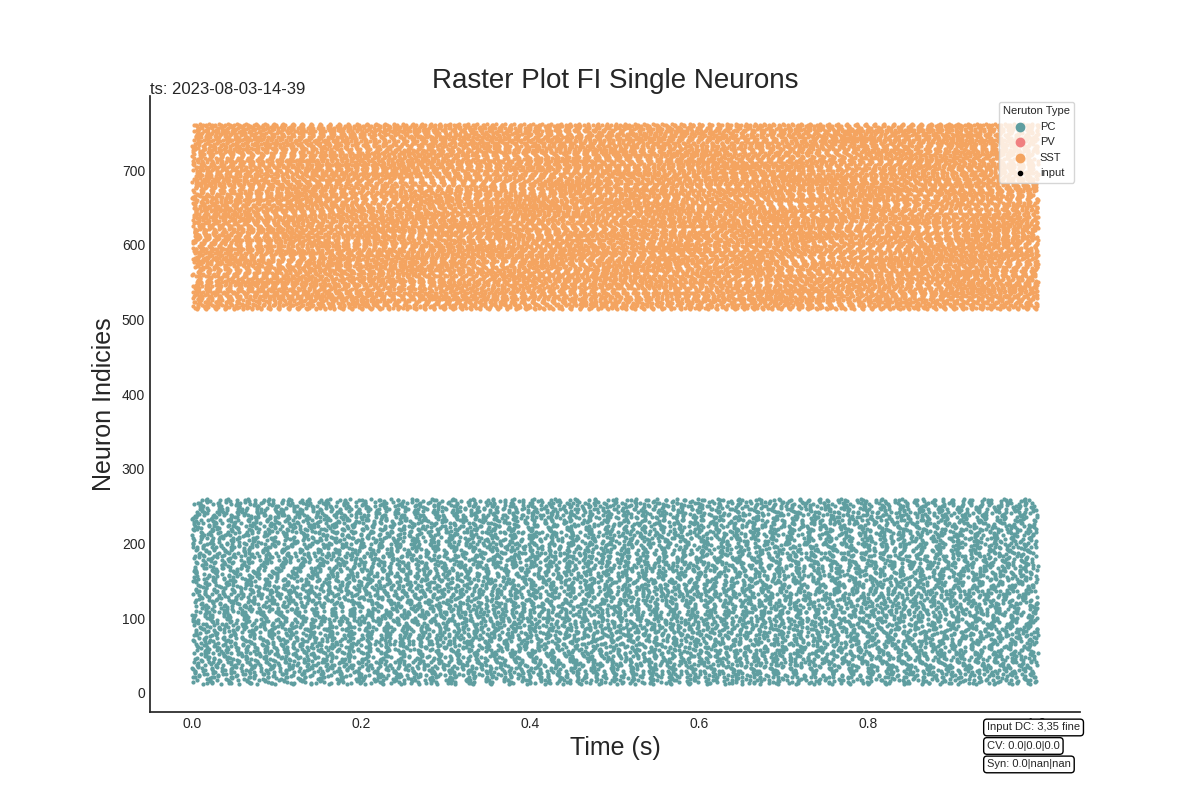 Raster Plot FI Single Neurons
ts: 2023-08-03-14-39
Neruton Type
PC
PV
SST
input
Neuron Indicies
700
600
500
400
300
200
100
0
0.0 0.2 0.4 0.6 0.8
Time (s)
Input DC: 3,35 fine
CV: 0.0|0.0|0.0
Syn: 0.0|nan|nan